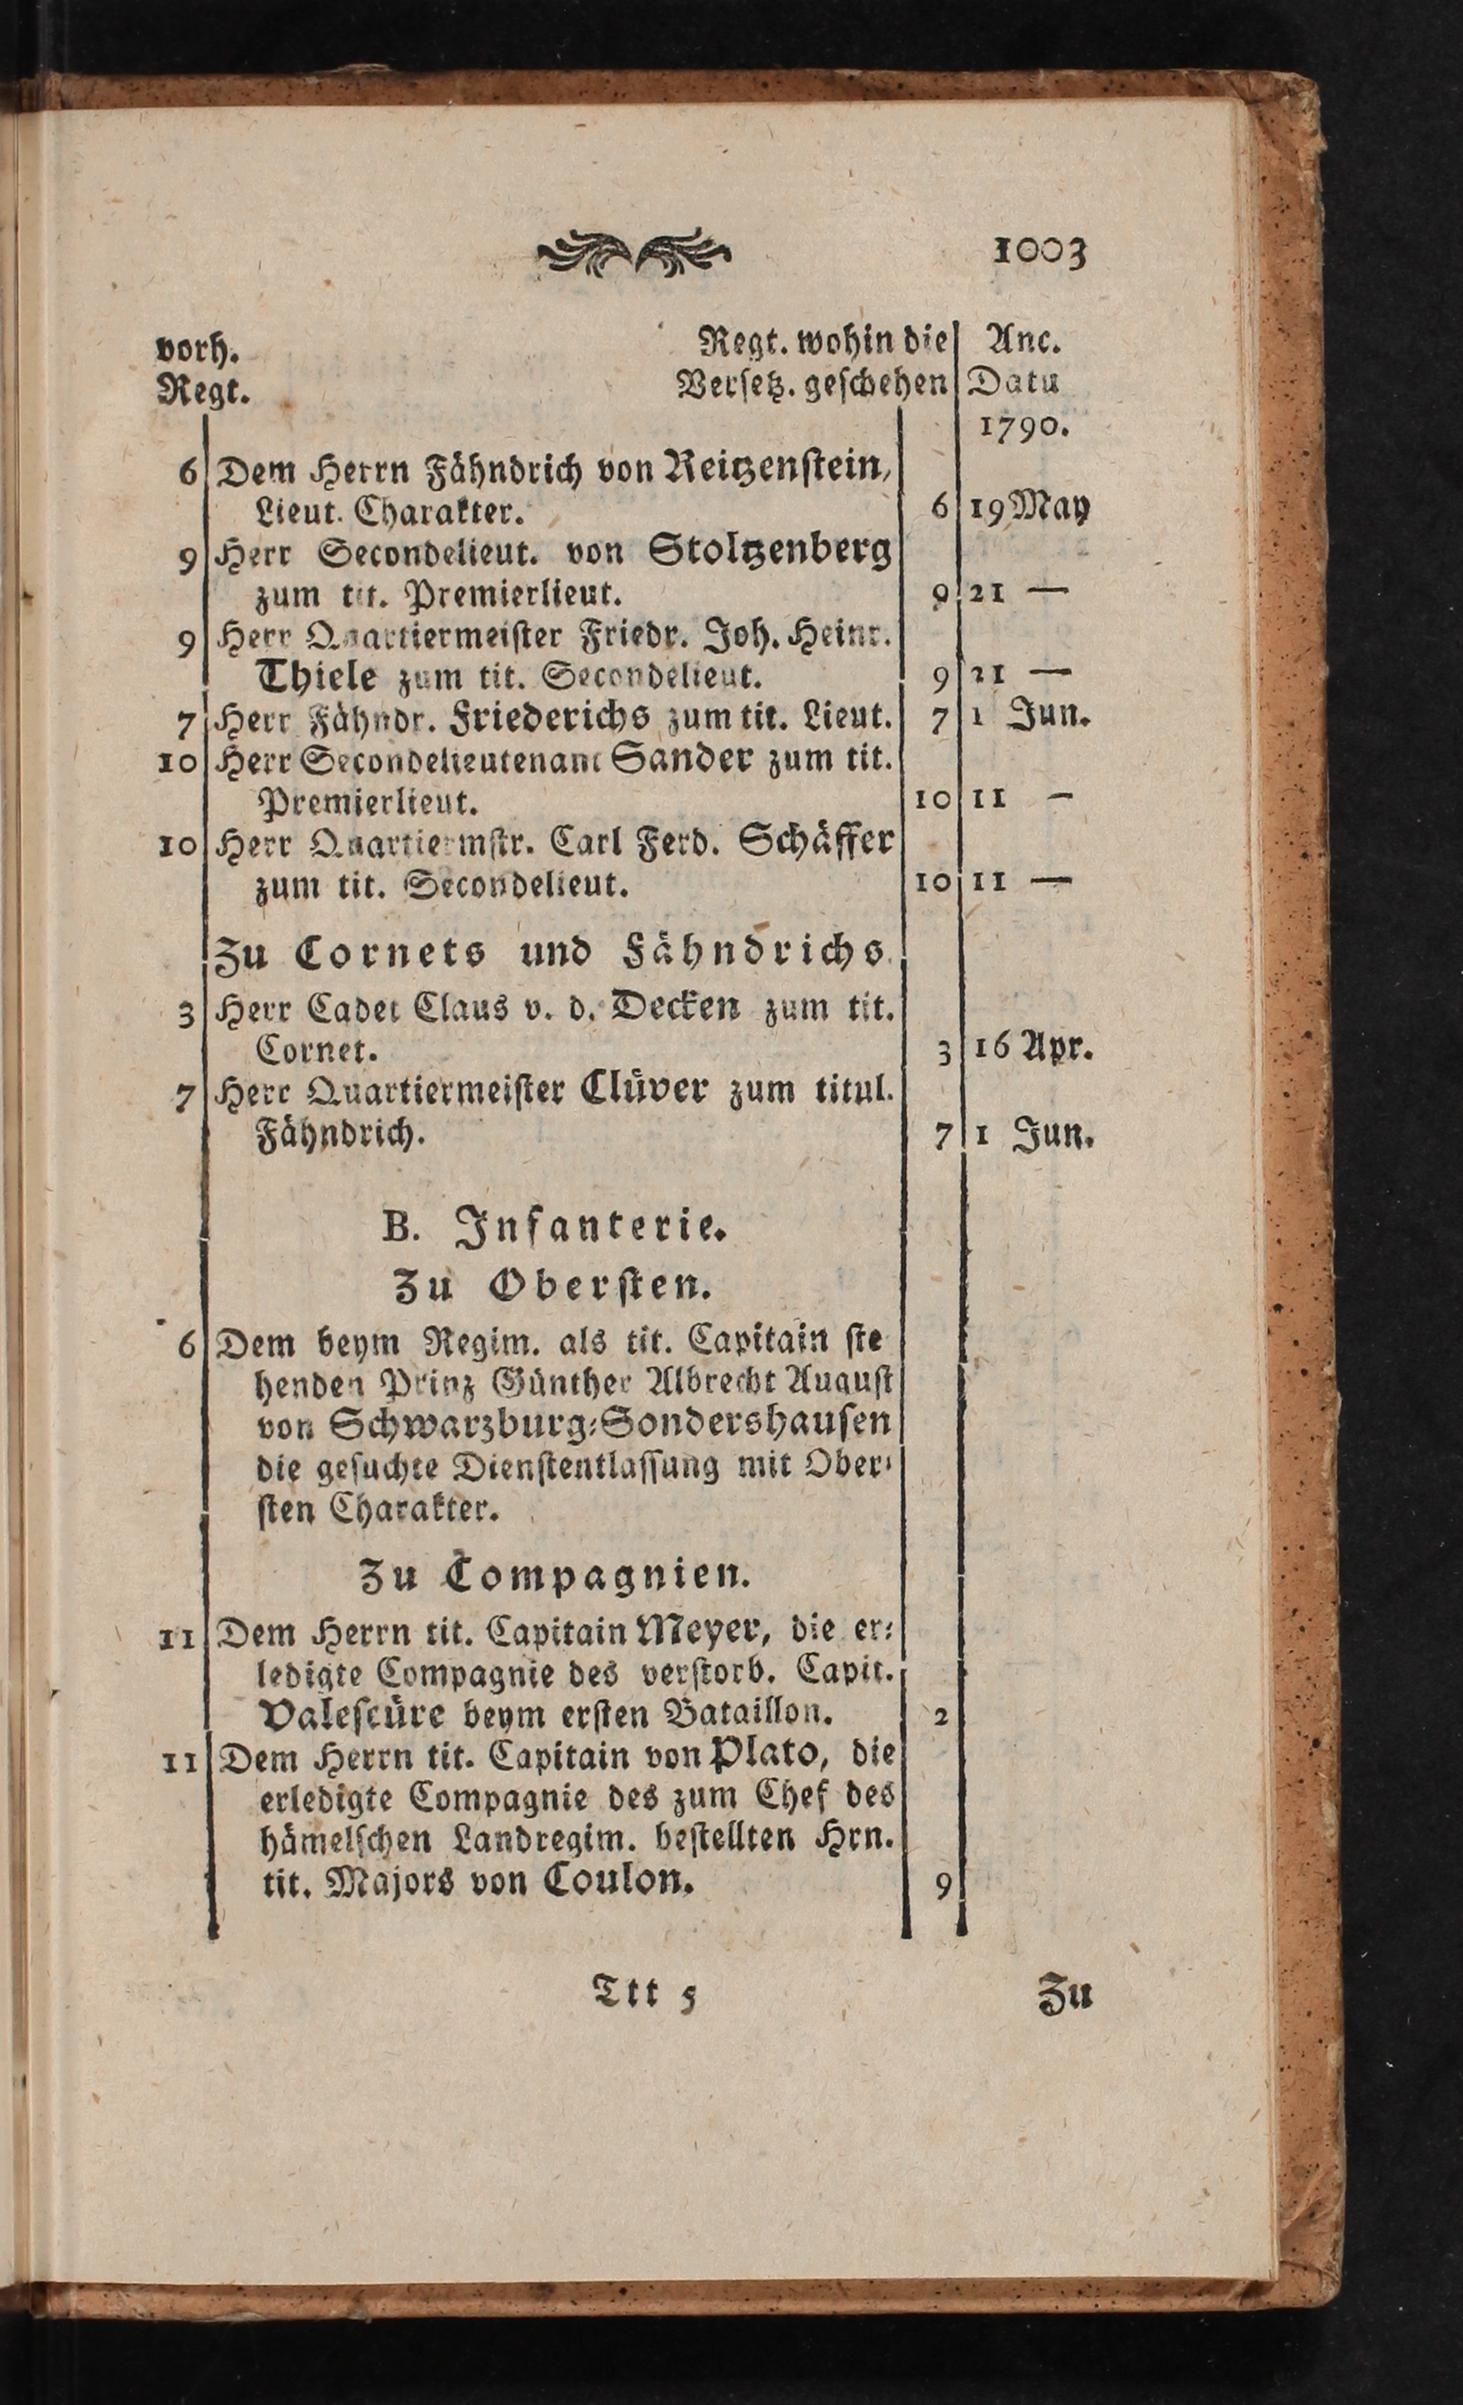 1003
vorh. Regt. wohin die Anc.
Regt. Versetz. geschehen Datu
1790.
6 Dem Herrn Fähndrich von Reitzenstein,
Lieut. Charakter. 6 19 May
9 Herr Secondelieut. von Stoltzenberg
zum tit. Premierlieut. 9 21 —
9 Herr Quartiermeister Friedr. Joh. Heinr.
Thiele zum tit. Secondelieut. 9 21 —
7 Herr Fähndr. Friederichs zum tit. Lieut. 7 1 Jun.
10 Herr Secondelieutenant Sander zum tit.
Premierlieut. 10 11 —
10 Herr Quartiermstr. Carl Ferd. Schäffer
zum tit. Secondelieut. 10 11 —
Zu Cornets und Fähndrichs.
3 Herr Cadet Claus v. d. Decken zum tit.
Cornet. 3 16 Apr.
7 Herr Quartiermeister Clüver zum titul.
Fähndrich. 7 1 Jun.
B. Infanterie.
Zu Obersten.
6 Dem beym Regim. als tit. Capitain ste
henden Prinz Günther Albrecht August
von Schwarzburg-Sondershausen
die gesuchte Dienstentlassung mit Ober-
sten Charakter.
Zu Compagnien.
11 Dem Herrn tit. Capitain Meyer, die er-
ledigte Compagnie des verstorb. Capit.
Valescüre beym ersten Bataillon. 2
11 Dem Herrn tit. Capitain von Plato, die
erledigte Compagnie des zum Chef des
hämelschen Landregim. bestellten Hrn.
tit. Majors von Coulon. 9
Ttt 5 Zu